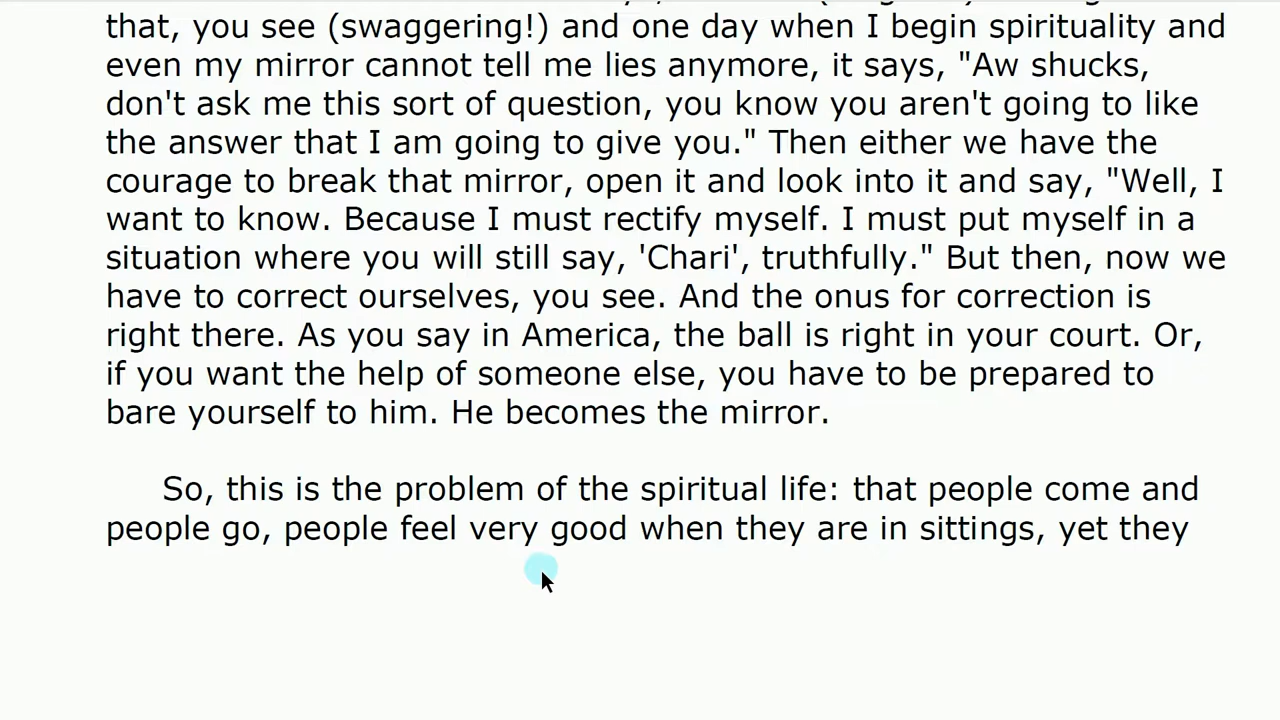 that, you see (swaggering!) and one day when I begin spirituality and
even my mirror cannot tell me lies anymore, it says, "Aw shucks,
don't ask me this sort of question, you know you aren't going to like
the answer that I am going to give you." Then either we have the
courage to break that mirror, open it and look into it and say, "Well, I
want to know. Because I must rectify myself. I must put myself in a
situation where you will still say, 'Chari', truthfully." But then, now we
have to correct ourselves, you see. And the onus for correction is
right there. As you say in America, the ball is right in your court. Or,
if you want the help of someone else, you have to be prepared to
bare yourself to him. He becomes the mirror.
So, this is the problem of the spiritual life: that people come and
people go, people feel very good when they are in sittings, yet they